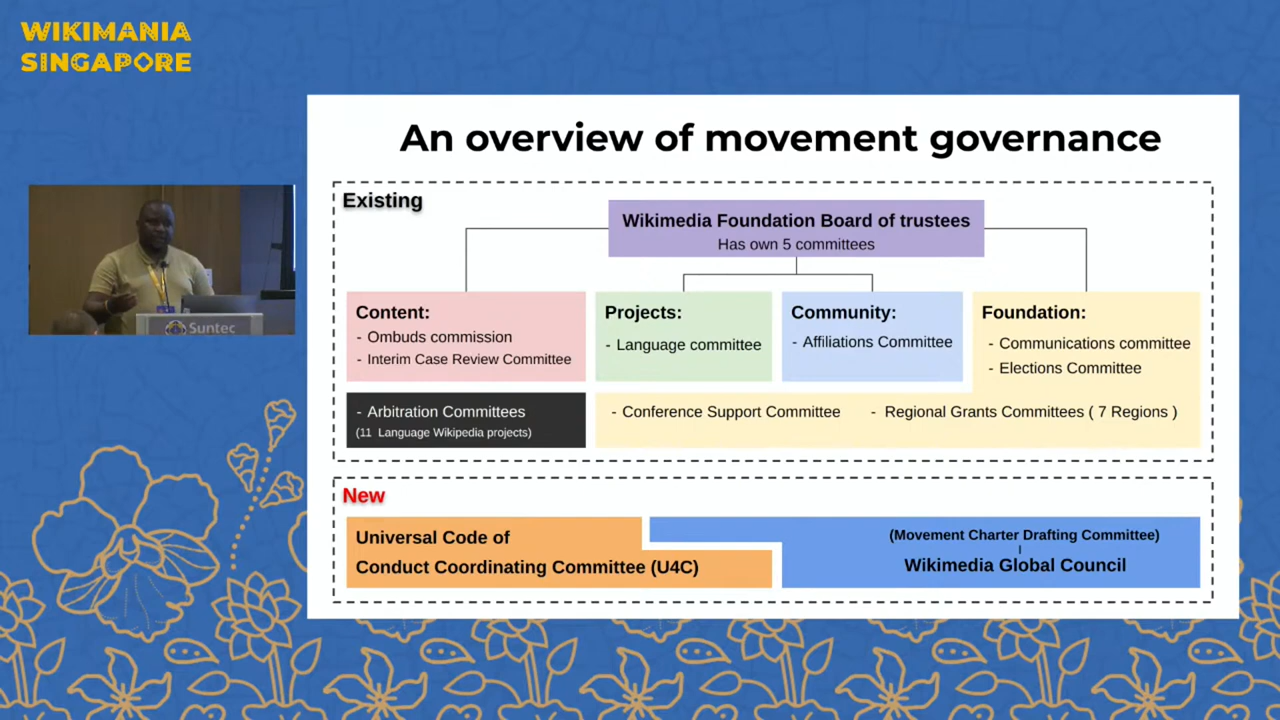 WIKIMANIA
SINGAPORE
An overview of movement governance
Existing
Wikimedia Foundation Board of trustees
Has own 5 committees
Content:
- Ombuds commission
- Interim Case Review Committee
Projects:
- Language committee
Community:
- Affiliations Committee
Foundation:
- Communications committee
- Elections Committee
- Arbitration Committees
(11 Language Wikipedia projects)
- Conference Support Committee
- Regional Grants Committees ( 7 Regions )
New
Universal Code of
Conduct Coordinating Committee (U4C)
(Movement Charter Drafting Committee)
Wikimedia Global Council
Suntec